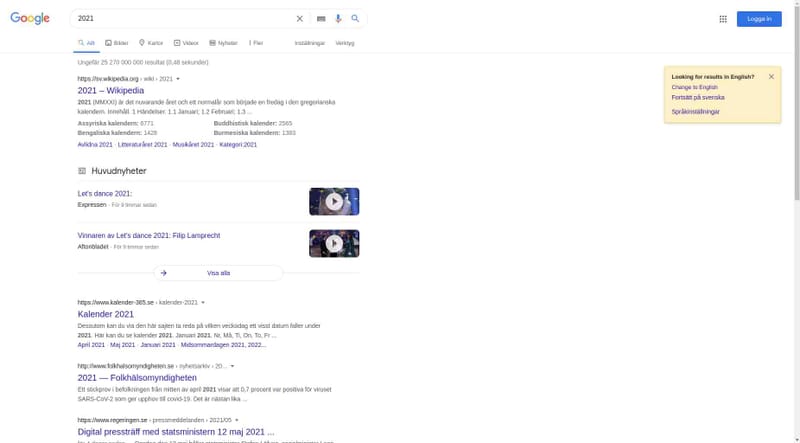 Google
2021
Logga in
Allt
Bilder
Kartor
Videor
Nyheter
Fler
Inställningar
Verktyg
Ungefär 25 270 000 000 resultat (0,48 sekunder)
Looking for results in English?
Change to English
Fortsätt på svenska
Språkinställningar
https://sv.wikipedia.org › wiki › 2021
2021 – Wikipedia
2021 (MMXXI) är det nuvarande året och ett normalår som började en fredag i den gregorianska
kalendern. Innehåll. 1 Händelser. 1.1 Januari; 1.2 Februari; 1.3 ...
Assyriska kalendern: 6771 Buddhistisk kalender: 2565
Bengaliska kalendern: 1428 Burmesiska kalendern: 1383
Avlidna 2021 · Litteraturåret 2021 · Musikåret 2021 · Kategori:2021
Huvudnyheter
Let's dance 2021:
Expressen · För 9 timmar sedan
Vinnaren av Let's dance 2021: Filip Lamprecht
Aftonbladet · För 9 timmar sedan
Visa alla
https://www.kalender-365.se › kalender-2021
Kalender 2021
Dessutom kan du via den här sajten ta reda på vilken veckodag ett visst datum faller under
2021. Här kan du se kalender 2021. Januari 2021. Nr, Må, Ti, On, To, Fr ...
April 2021 · Maj 2021 · Januari 2021 · Midsommardagen 2021, 2022...
http://www.folkhalsomyndigheten.se › nyhetsarkiv › 20...
2021 — Folkhälsomyndigheten
Ett stickprov i befolkningen från mitten av april 2021 visar att 0,7 procent var positiva för viruset
SARS-CoV-2 som ger upphov till covid-19. Det är nästan lika ...
https://www.regeringen.se › pressmeddelanden › 2021/05
Digital pressträff med statsministern 12 maj 2021 ...